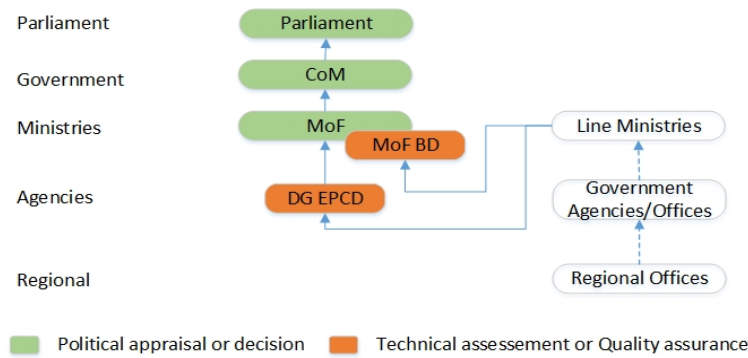 Parliament
Parliament
Government
CoM
Ministries
MoF
MoF BD
Line Ministries
Agencies
DG EPCD
Government
Agencies/Offices
Regional
Regional Offices
Political appraisal or decision
Technical assessement or Quality assurance